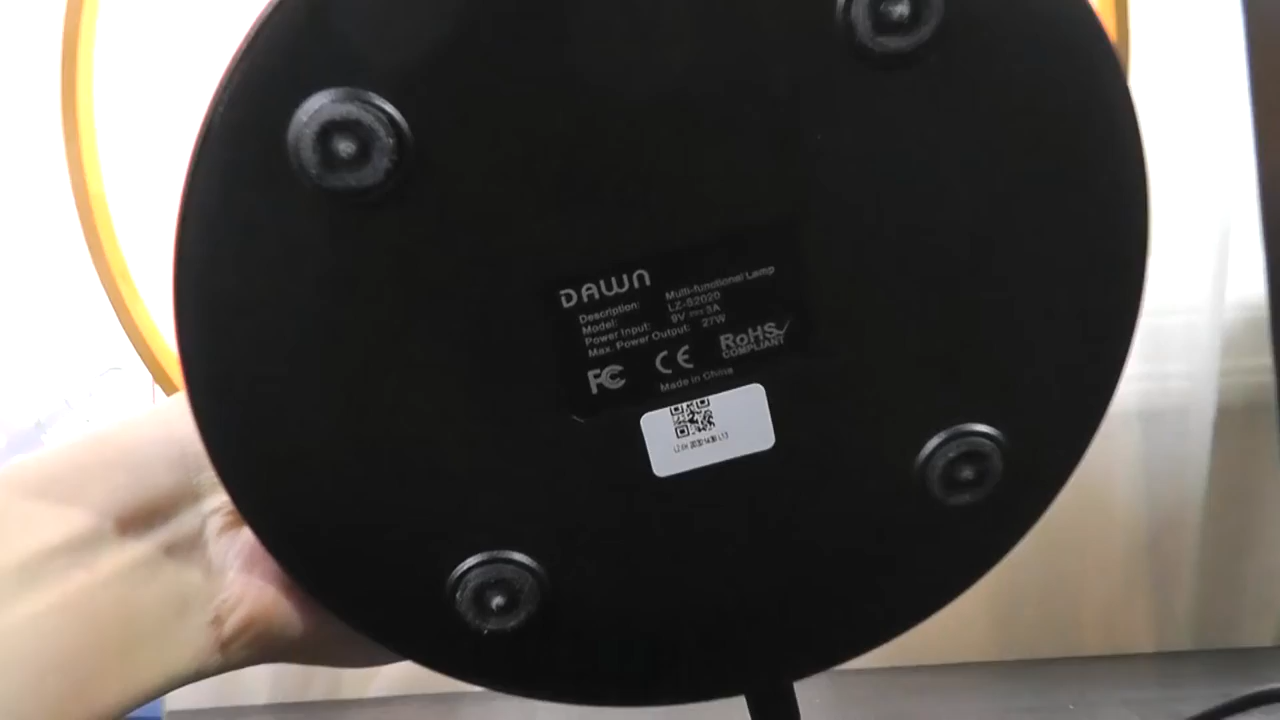 DAWN
Description: Multi-functional Lamp
Model: LZ-S2020
Power Input: 9V 3A
Max. Power Output: 27W
FC CE RoHS
COMPLIANT
Made in China